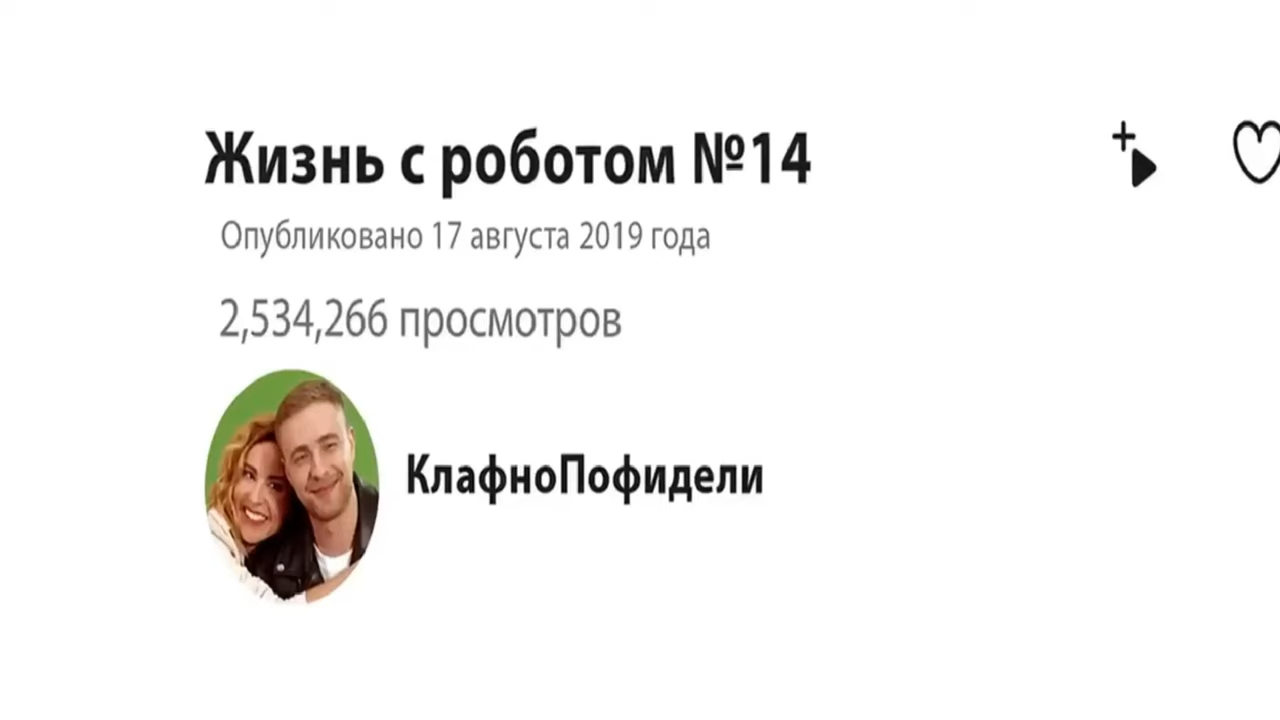 Жизнь с роботом №14
Опубликовано 17 августа 2019 года
2,534,266 просмотров
КлафноПофидели